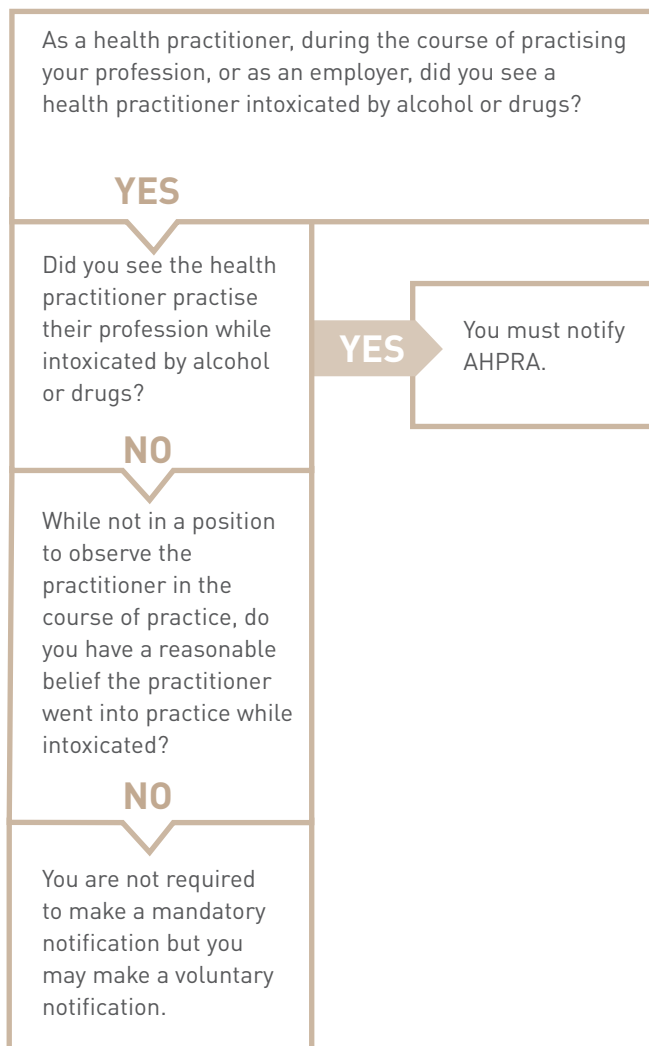 As a health practitioner, during the course of practising
your profession, or as an employer, did you see a
health practitioner intoxicated by alcohol or drugs?
YES
Did you see the health
practitioner practise
their profession while
intoxicated by alcohol
or drugs?
YES
You must notify
AHPRA.
NO
While not in a position
to observe the
practitioner in the
course of practice, do
you have a reasonable
belief the practitioner
went into practice while
intoxicated?
NO
You are not required
to make a mandatory
notification but you
may make a voluntary
notification.